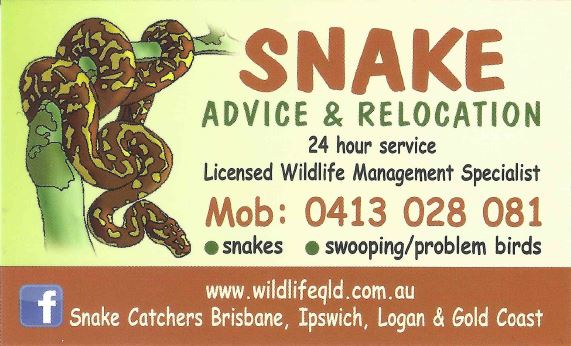 SNAKE
ADVICE & RELOCATION
24 hour service
Licensed Wildlife Management Specialist
Mob: 0413 028 081
snakes swooping/problem birds
www.wildlifeqld.com.au
f Snake Catchers Brisbane, Ipswich, Logan & Gold Coast